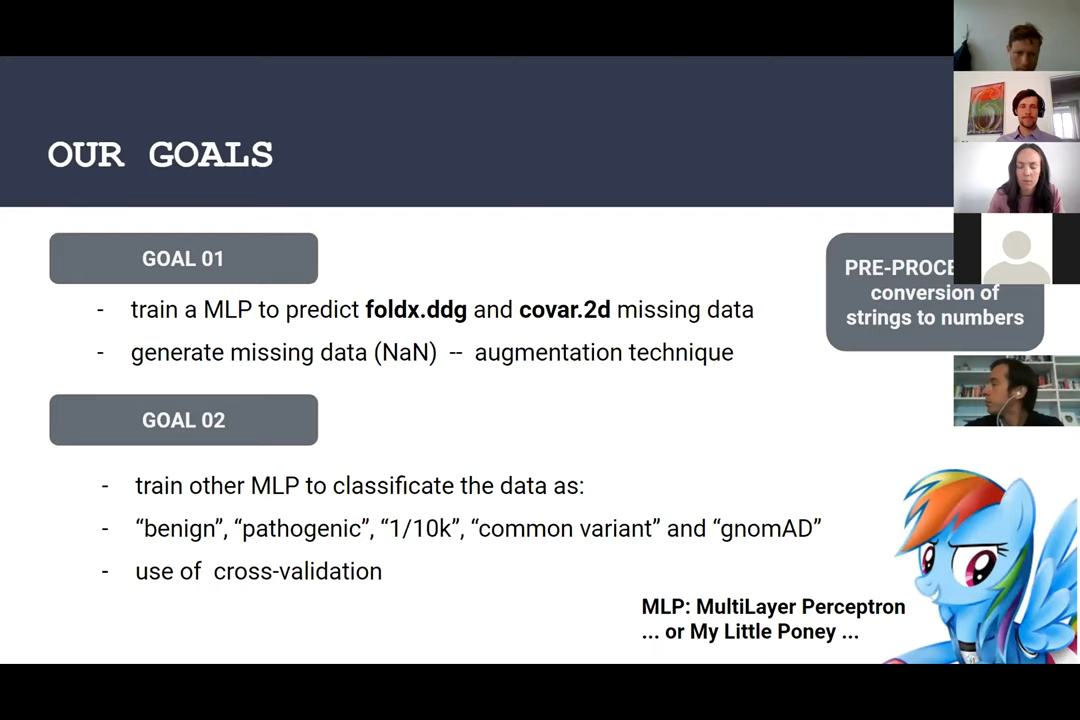 OUR GOALS
GOAL 01
- train a MLP to predict foldx.ddg and covar.2d missing data
- generate missing data (NaN) -- augmentation technique
conversion of
strings to numbers
GOAL 02
- train other MLP to classificate the data as:
- “benign”, “pathogenic”, “1/10k”, “common variant” and “gnomAD”
- use of cross-validation
MLP: MultiLayer Perceptron
... or My Little Poney ...